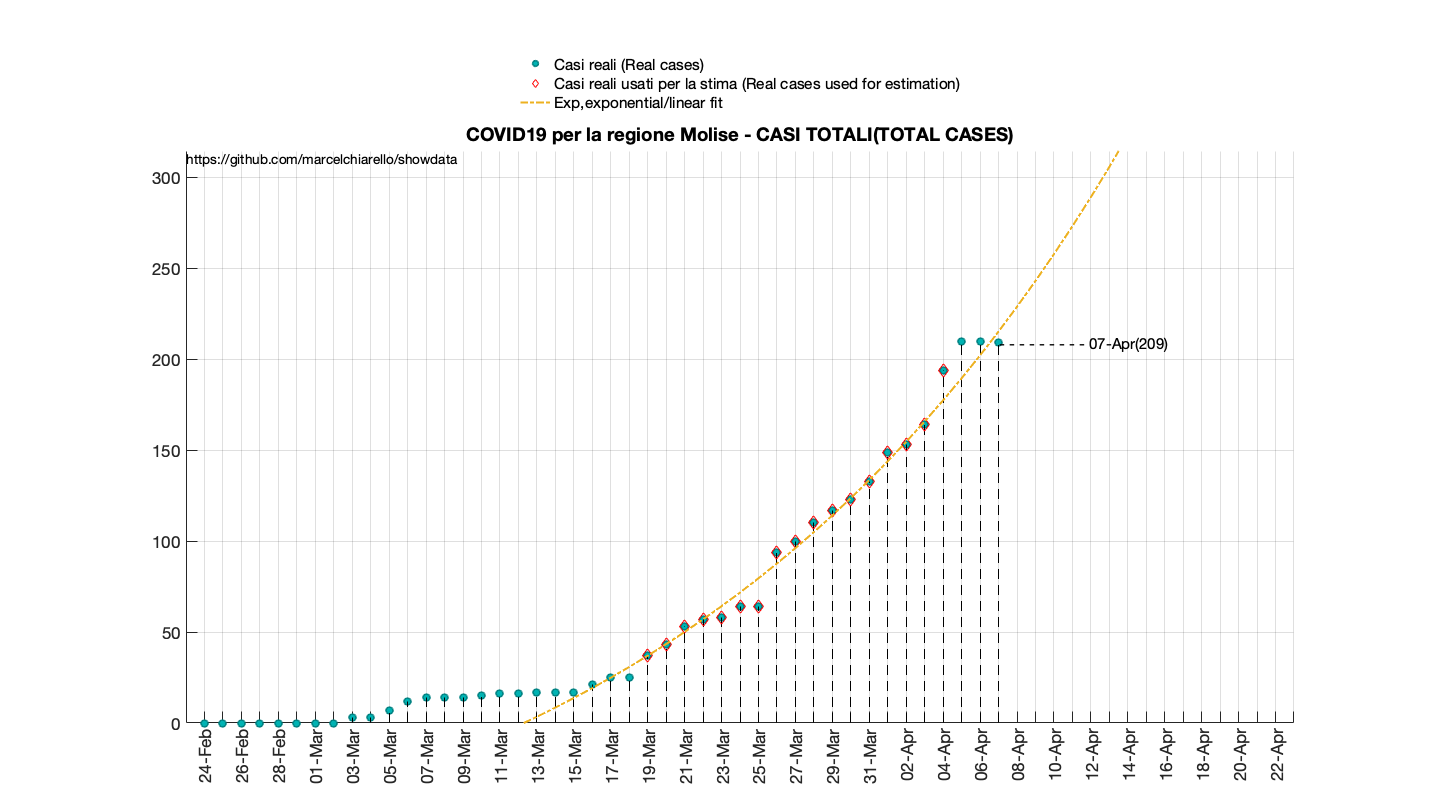 Casi reali (Real cases)
Casi reali usati per la stima (Real cases used for estimation)
Exp,exponential/linear fit
COVID19 per la regione Molise - CASI TOTALI(TOTAL CASES)
https://github.com/marcelchiarello/showdata
300
250
200
150
100
50
0
07-Apr(209)
24-Feb
26-Feb
28-Feb
01-Mar
03-Mar
05-Mar
07-Mar
09-Mar
11-Mar
13-Mar
15-Mar
17-Mar
19-Mar
21-Mar
23-Mar
25-Mar
27-Mar
29-Mar
31-Mar
02-Apr
04-Apr
06-Apr
08-Apr
10-Apr
12-Apr
14-Apr
16-Apr
18-Apr
20-Apr
22-Apr